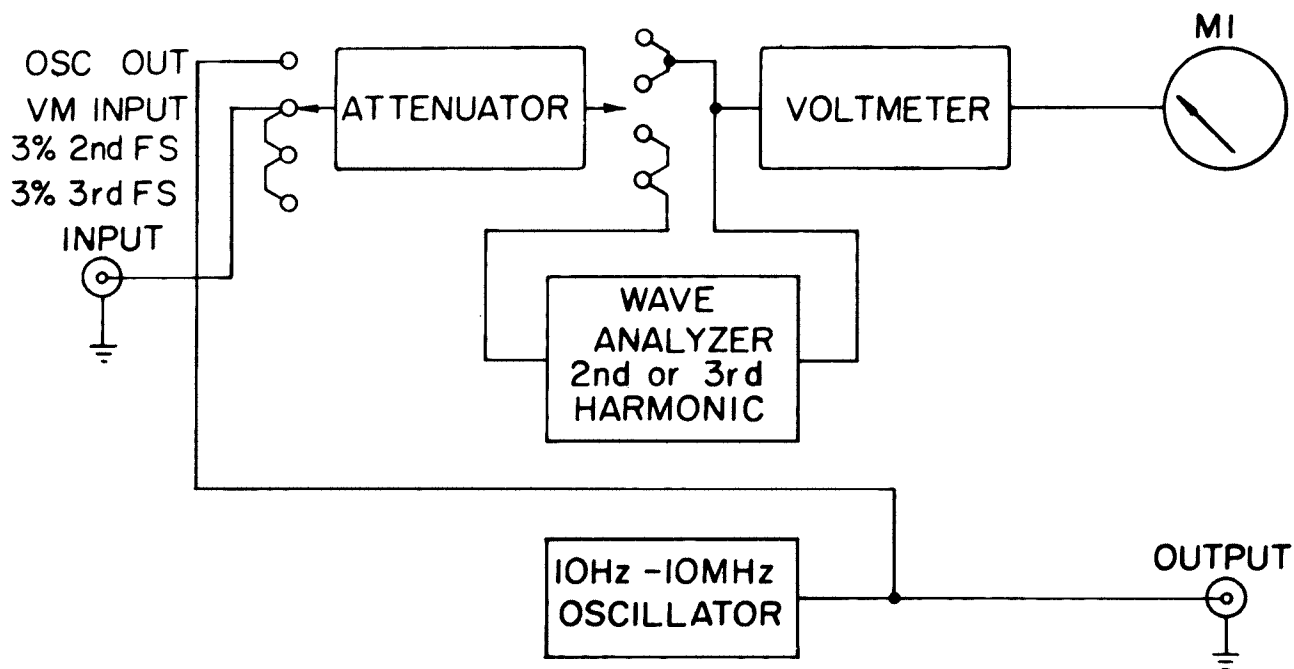 M1
OSC OUT
VM INPUT
3% 2nd FS
3% 3rd FS
INPUT
ATTENUATOR
VOLTMETER
WAVE
ANALYZER
2nd or 3rd
HARMONIC
10Hz -10MHz
OSCILLATOR
OUTPUT